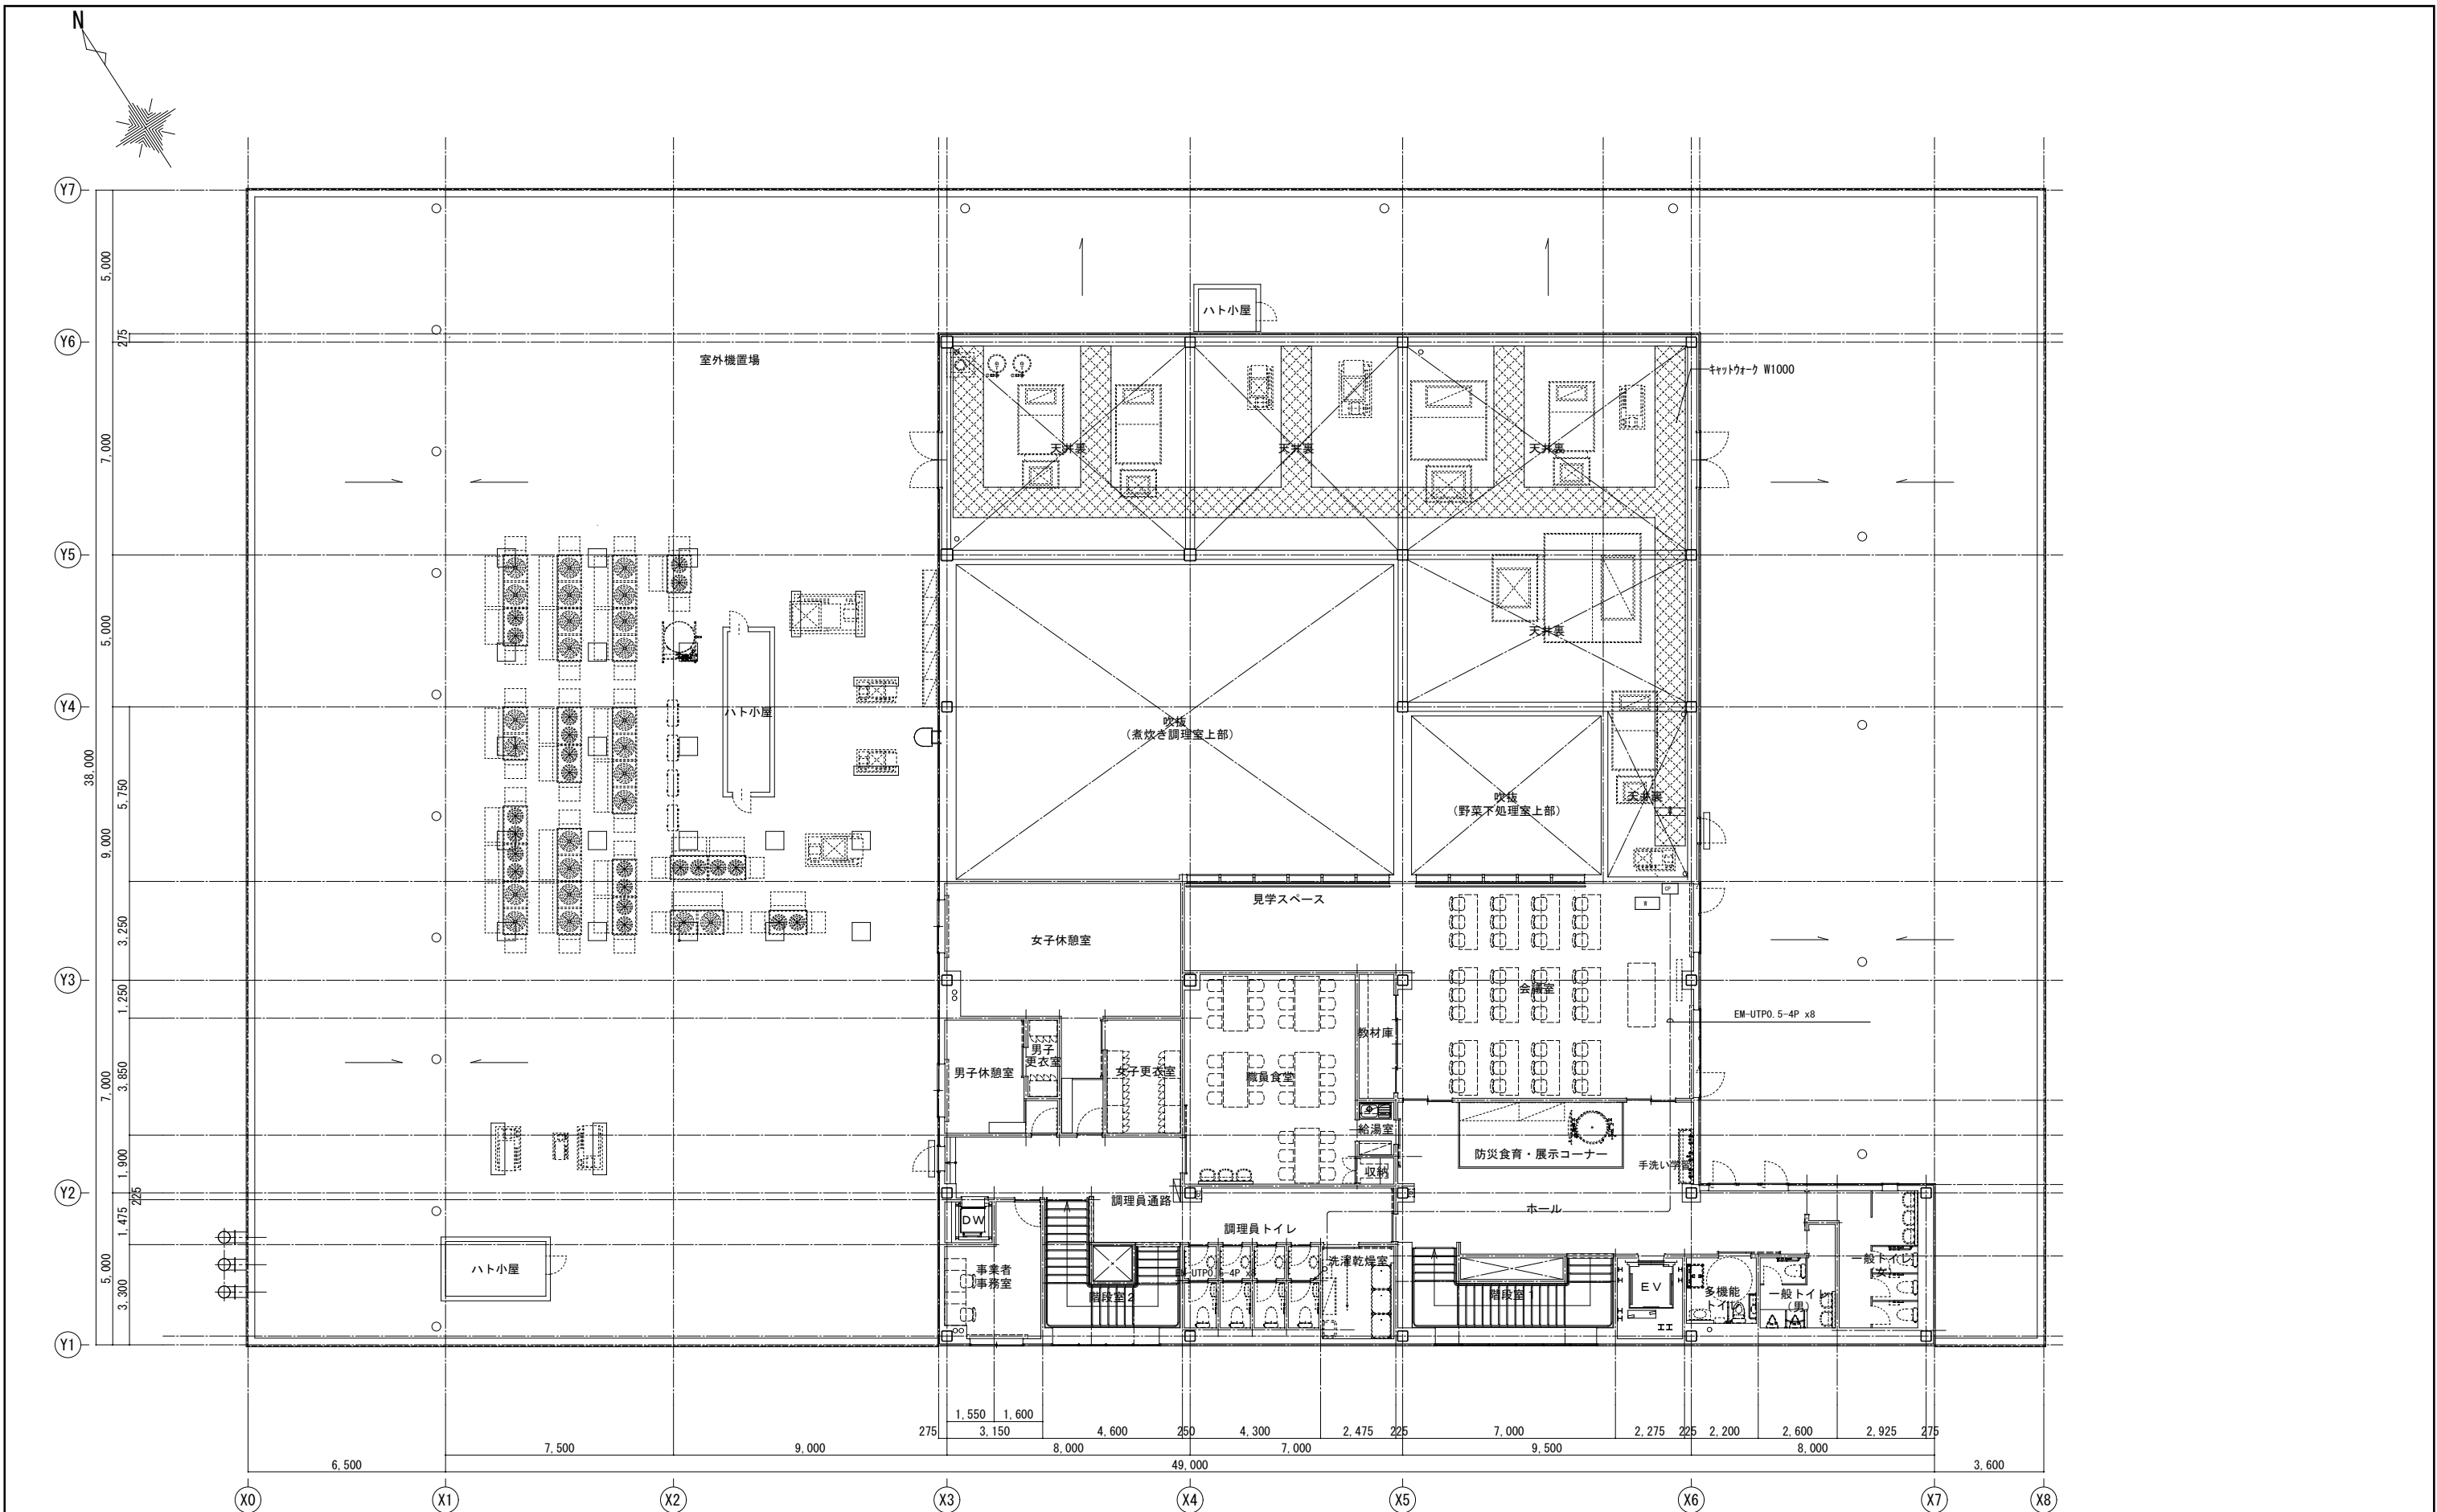 N
Y7
5,000
Y6
275
室外機置場
ハト小屋
キャットウォーク W1000
7,000
天井裏
天井裏
天井裏
Y5
5,000
天井裏
Y4
ハト小屋
吹抜
(煮炊き調理室上部)
38,000
5,750
9,000
吹抜
(野菜下処理室上部)
天井裏
CP
R
見学スペース
3,250
女子休憩室
Y3
会議室
1,250
EM-UTP0.5-4P x8
教材庫
男子
更衣室
男子休憩室
女子更衣室
職員食堂
7,000
3,850
給湯室
防災食育・展示コーナー
手洗い学習
収納
1,900
Y2
225
調理員通路
ホール
DW
1,475
調理員トイレ
事業者
事務室
ハト小屋
EM-UTP0.5-4P x8
洗濯乾燥室
一般トイレ
(女)
5,000
3,300
階段室2
階段室1
EV
多機能
トイレ
一般トイレ
(男)
Y1
1,550
1,600
275
3,150
4,600
250
4,300
2,475
225
7,000
2,275
225
2,200
2,600
2,925
275
7,500
9,000
8,000
7,000
9,500
8,000
6,500
49,000
3,600
X0
X1
X2
X3
X4
X5
X6
X7
X8